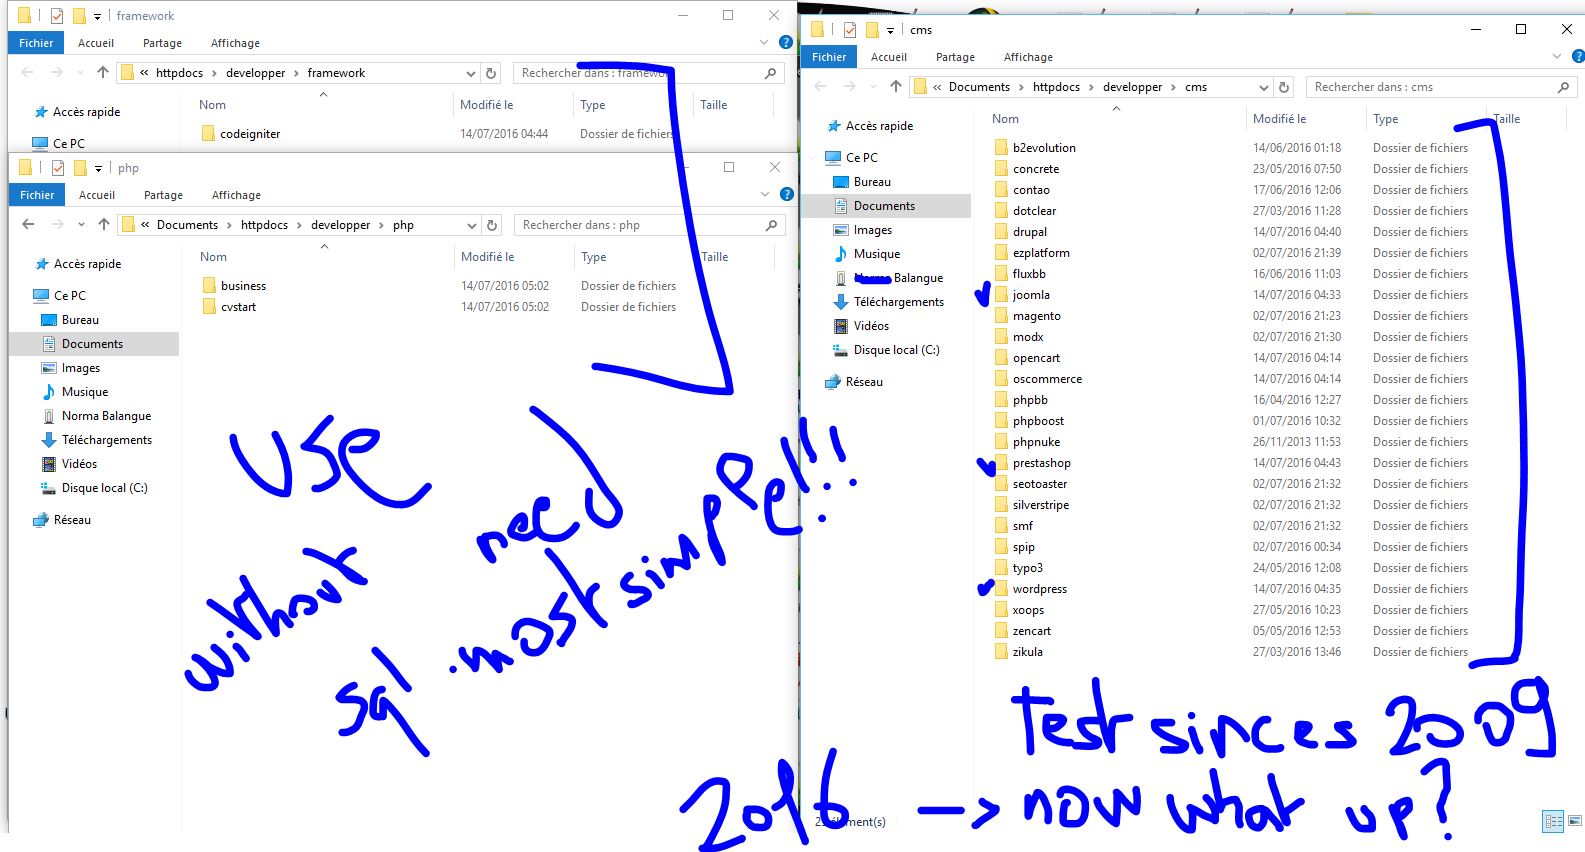 framework
Fichier Accueil Partage Affichage
« httpdocs › developper › framework
Rechercher dans : framework
Nom Modifié le Type Taille
Accès rapide
Ce PC
codeigniter 14/07/2016 04:44 Dossier de fichiers
php
Fichier Accueil Partage Affichage
« Documents › httpdocs › developper › php
Rechercher dans : php
Nom Modifié le Type Taille
Accès rapide
Ce PC
Bureau
Documents
Images
Musique
Norma Balangue
Téléchargements
Vidéos
Disque local (C:)
Réseau
business 14/07/2016 05:02 Dossier de fichiers
cvstart 14/07/2016 05:02 Dossier de fichiers
use need
without sql .most simpPel!!
cms
Fichier Accueil Partage Affichage
« Documents › httpdocs › developper › cms
Rechercher dans : cms
Nom Modifié le Type Taille
Accès rapide
Ce PC
Bureau
Documents
Images
Musique
Balangue
Téléchargements
Vidéos
Disque local (C:)
Réseau
b2evolution 14/06/2016 01:18 Dossier de fichiers
concrete 23/05/2016 07:50 Dossier de fichiers
contao 17/06/2016 12:06 Dossier de fichiers
dotclear 27/03/2016 11:28 Dossier de fichiers
drupal 14/07/2016 04:40 Dossier de fichiers
ezplatform 02/07/2016 21:39 Dossier de fichiers
fluxbb 16/06/2016 11:03 Dossier de fichiers
joomla 14/07/2016 04:33 Dossier de fichiers
magento 02/07/2016 21:23 Dossier de fichiers
modx 02/07/2016 21:30 Dossier de fichiers
opencart 14/07/2016 04:14 Dossier de fichiers
oscommerce 14/07/2016 04:14 Dossier de fichiers
phpbb 16/04/2016 12:27 Dossier de fichiers
phpboost 01/07/2016 10:32 Dossier de fichiers
phpnuke 26/11/2013 11:53 Dossier de fichiers
prestashop 14/07/2016 04:43 Dossier de fichiers
seotoaster 02/07/2016 21:32 Dossier de fichiers
silverstripe 02/07/2016 21:32 Dossier de fichiers
smf 02/07/2016 21:32 Dossier de fichiers
spip 02/07/2016 00:34 Dossier de fichiers
typo3 24/05/2016 12:08 Dossier de fichiers
wordpress 14/07/2016 04:35 Dossier de fichiers
xoops 27/05/2016 10:23 Dossier de fichiers
zencart 05/05/2016 12:53 Dossier de fichiers
zikula 27/03/2016 13:46 Dossier de fichiers
Test sinces 2009
2016 -> now what up?
élément(s)